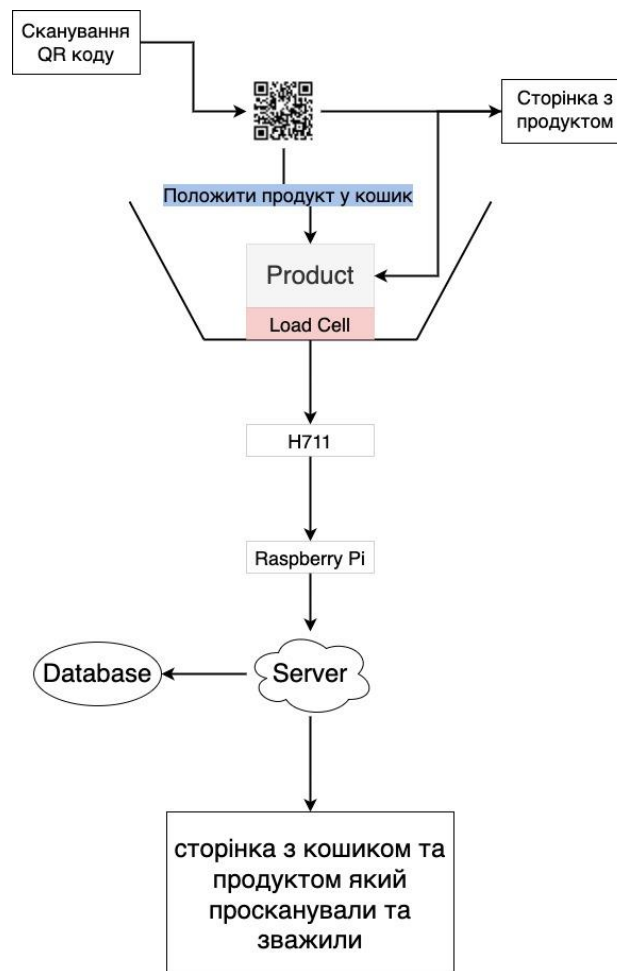 Сканування
QR коду
Сторінка з
продуктом
Положити продукт у кошик
Product
Load Cell
H711
Raspberry Pi
Database
Server
сторінка з кошиком та
продуктом який
просканували та
зважили